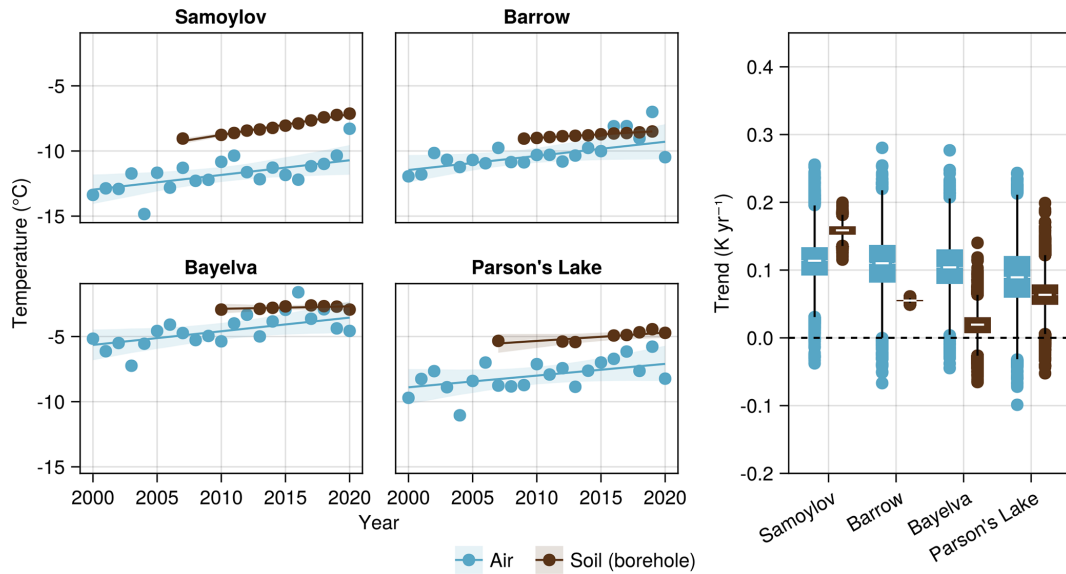 Samoylov
Barrow
-5
-10
-15
Bayelva
Parson's Lake
-5
-10
-15
2000 2005 2010 2015 2020
2000 2005 2010 2015 2020
Temperature (°C)
Year
Air
Soil (borehole)
0.4
0.3
0.2
0.1
0.0
-0.1
-0.2
Trend (K yr⁻¹)
Samoylov
Barrow
Bayelva
Parson's Lake